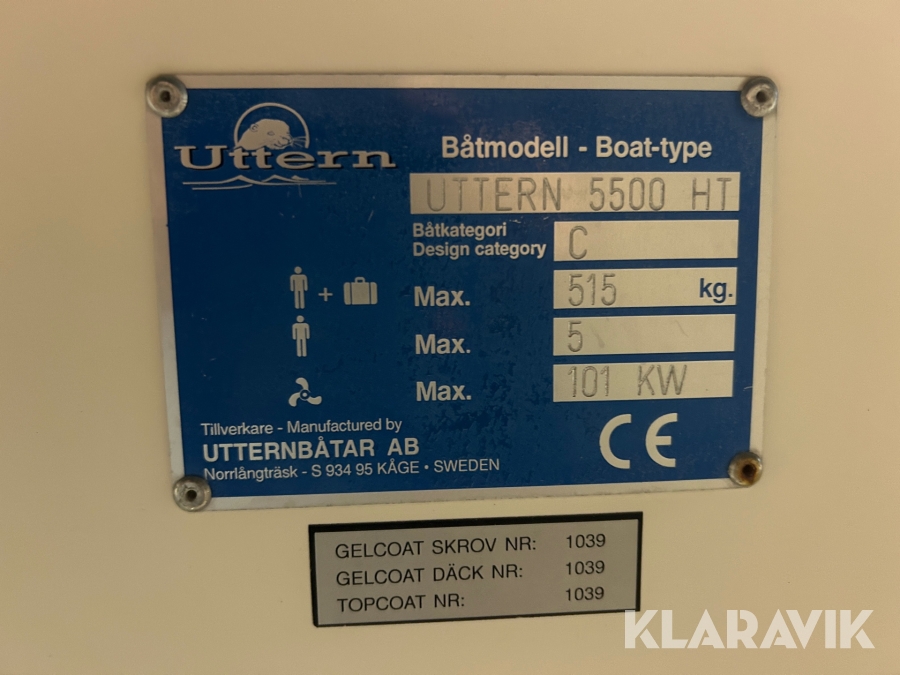 Uttern
Båtmodell - Boat-type
UTTERN 5500 HT
Båtkategori
Design category C
Max. 515 kg.
Max. 5
Max. 101 KW
Tillverkare - Manufactured by
UTTERNBÅTAR AB
Norrlångträsk - S 934 95 KÅGE • SWEDEN
CE
GELCOAT SKROV NR: 1039
GELCOAT DÄCK NR: 1039
TOPCOAT NR: 1039
KLARAVIK